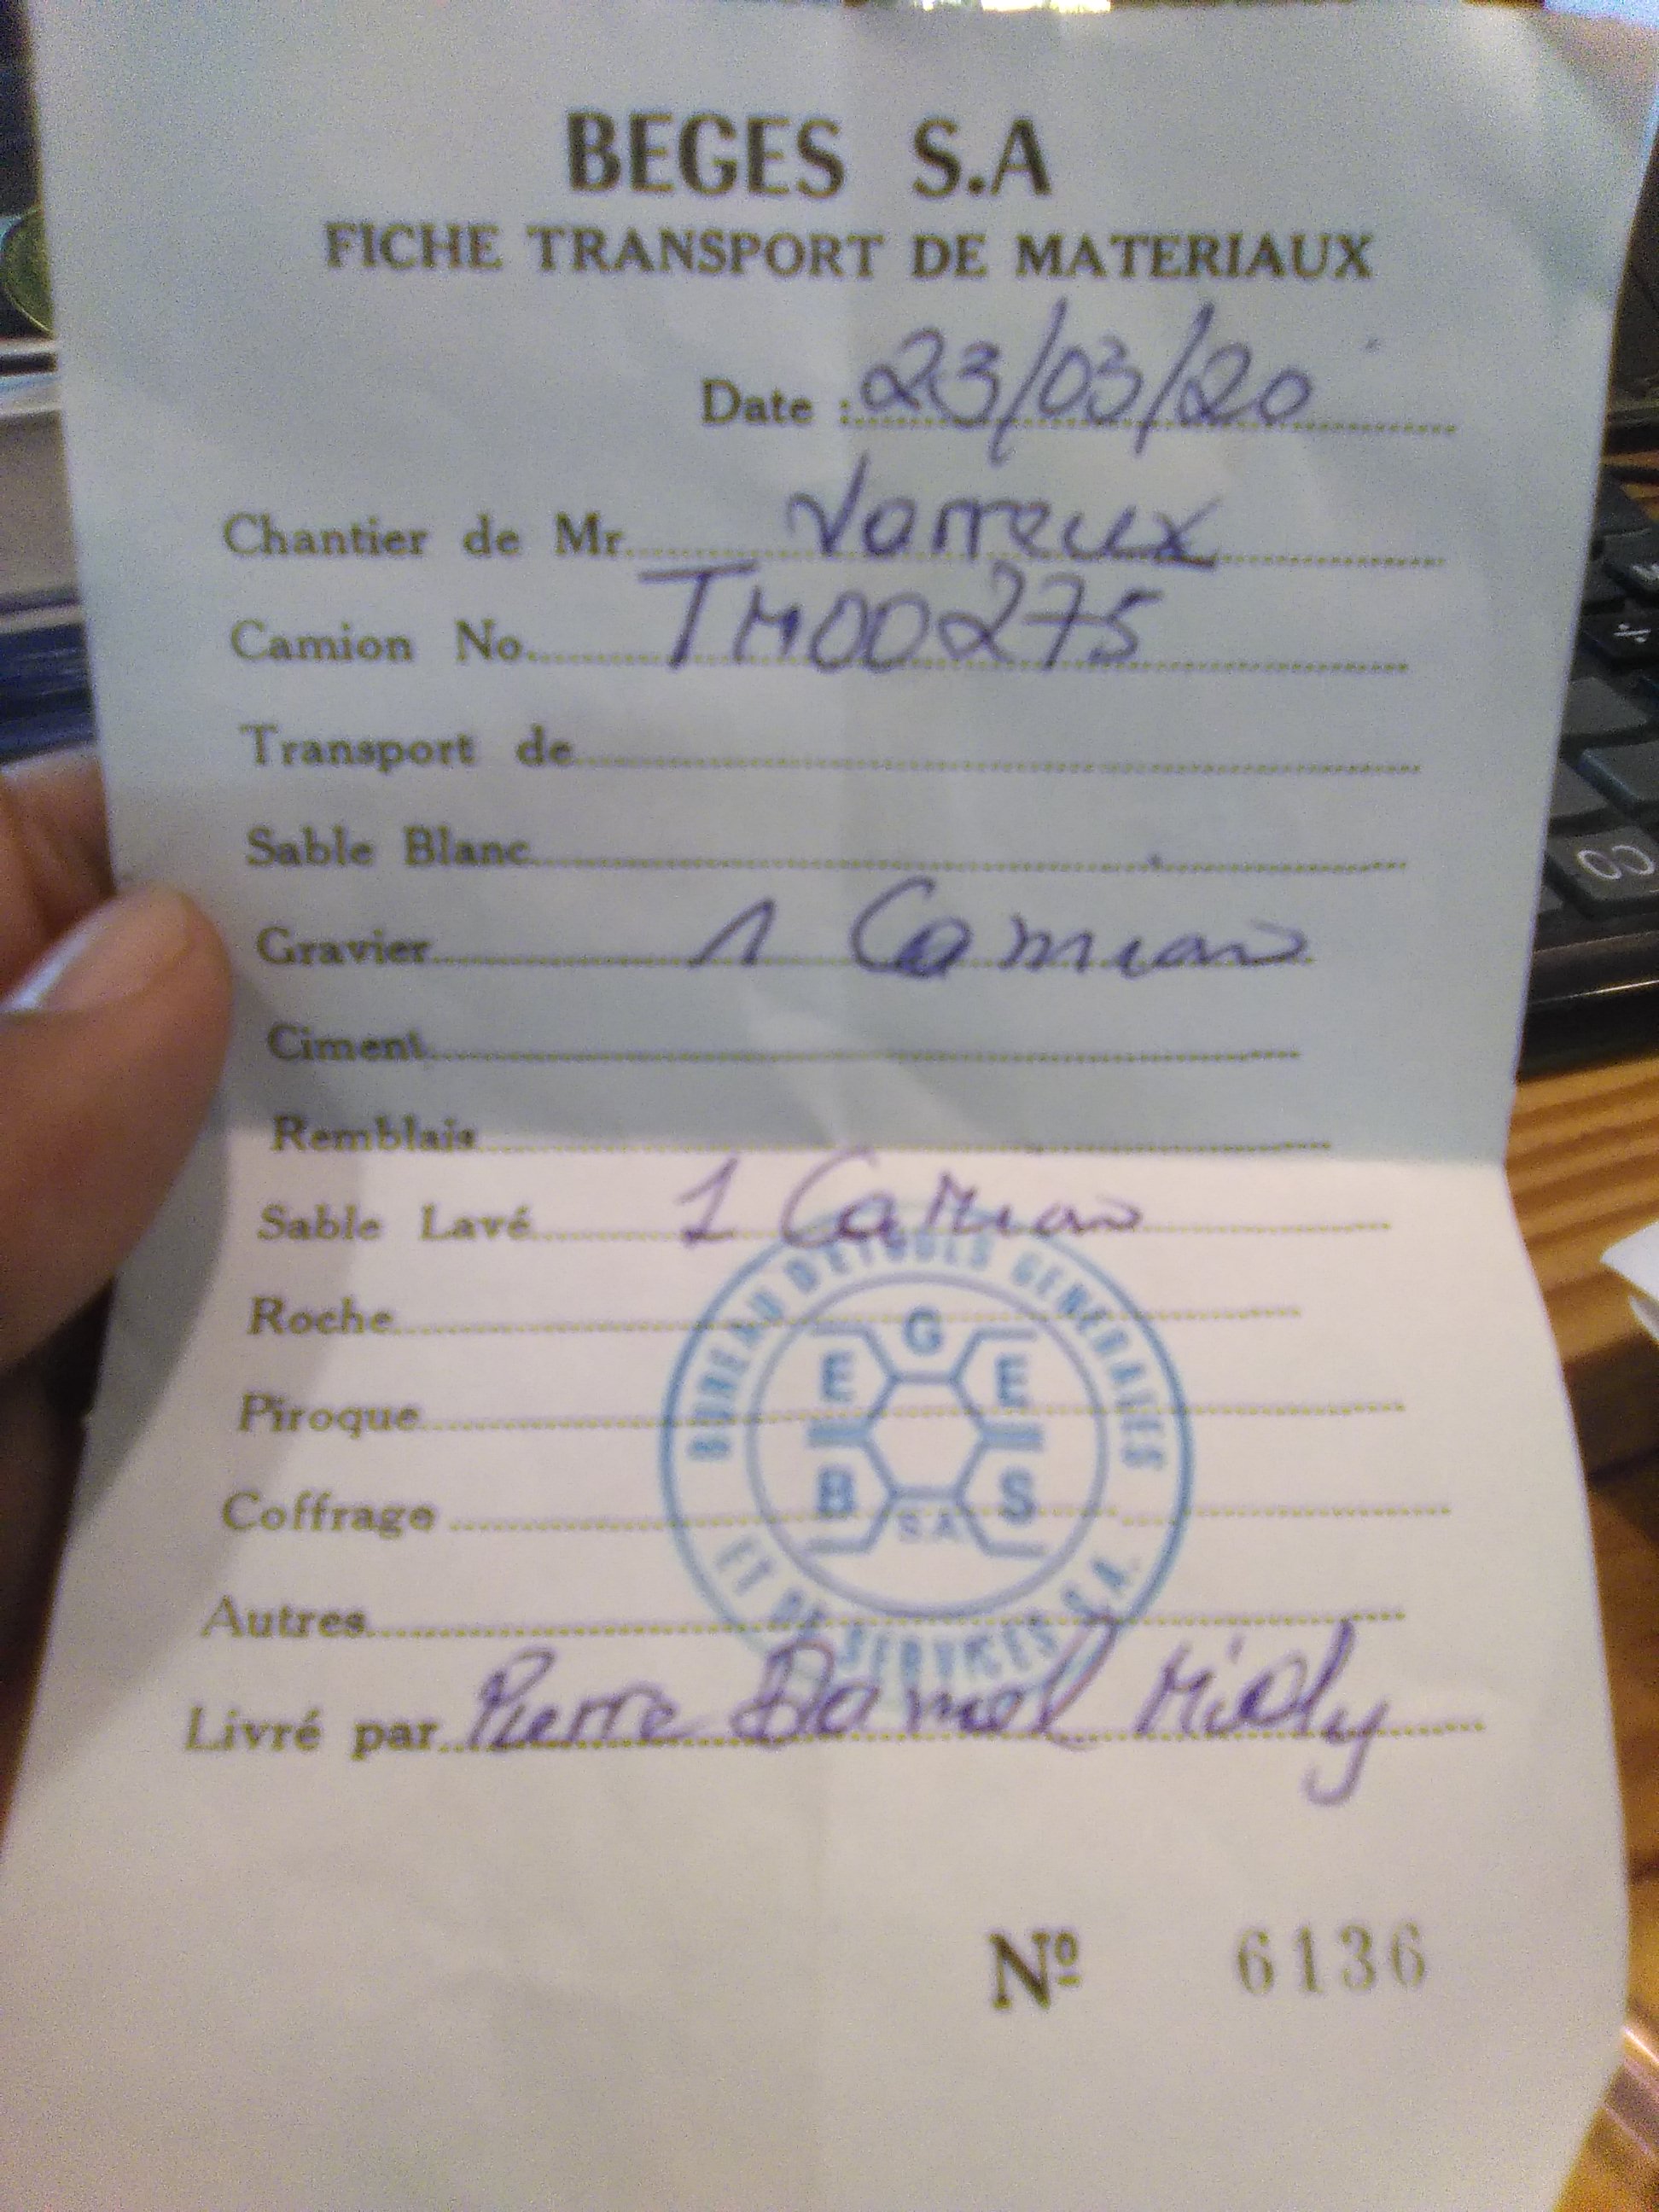 BEGES S.A
FICHE TRANSPORT DE MATERIAUX
Date : 23/03/20
Chantier de Mr. Varreux
Camion No. TM00275
Transport de
Sable Blanc
Gravier 1 Camion
Ciment
Remblais
Sable Lavé 1 Camion
Roche
Piroque
Coffrage
Autres
Livré par Pierre Daniel
Nº 6136
BUREAU D'ETUDES GENERALES
ET DE SERVICES S.A.
G
E E
B S
S.A